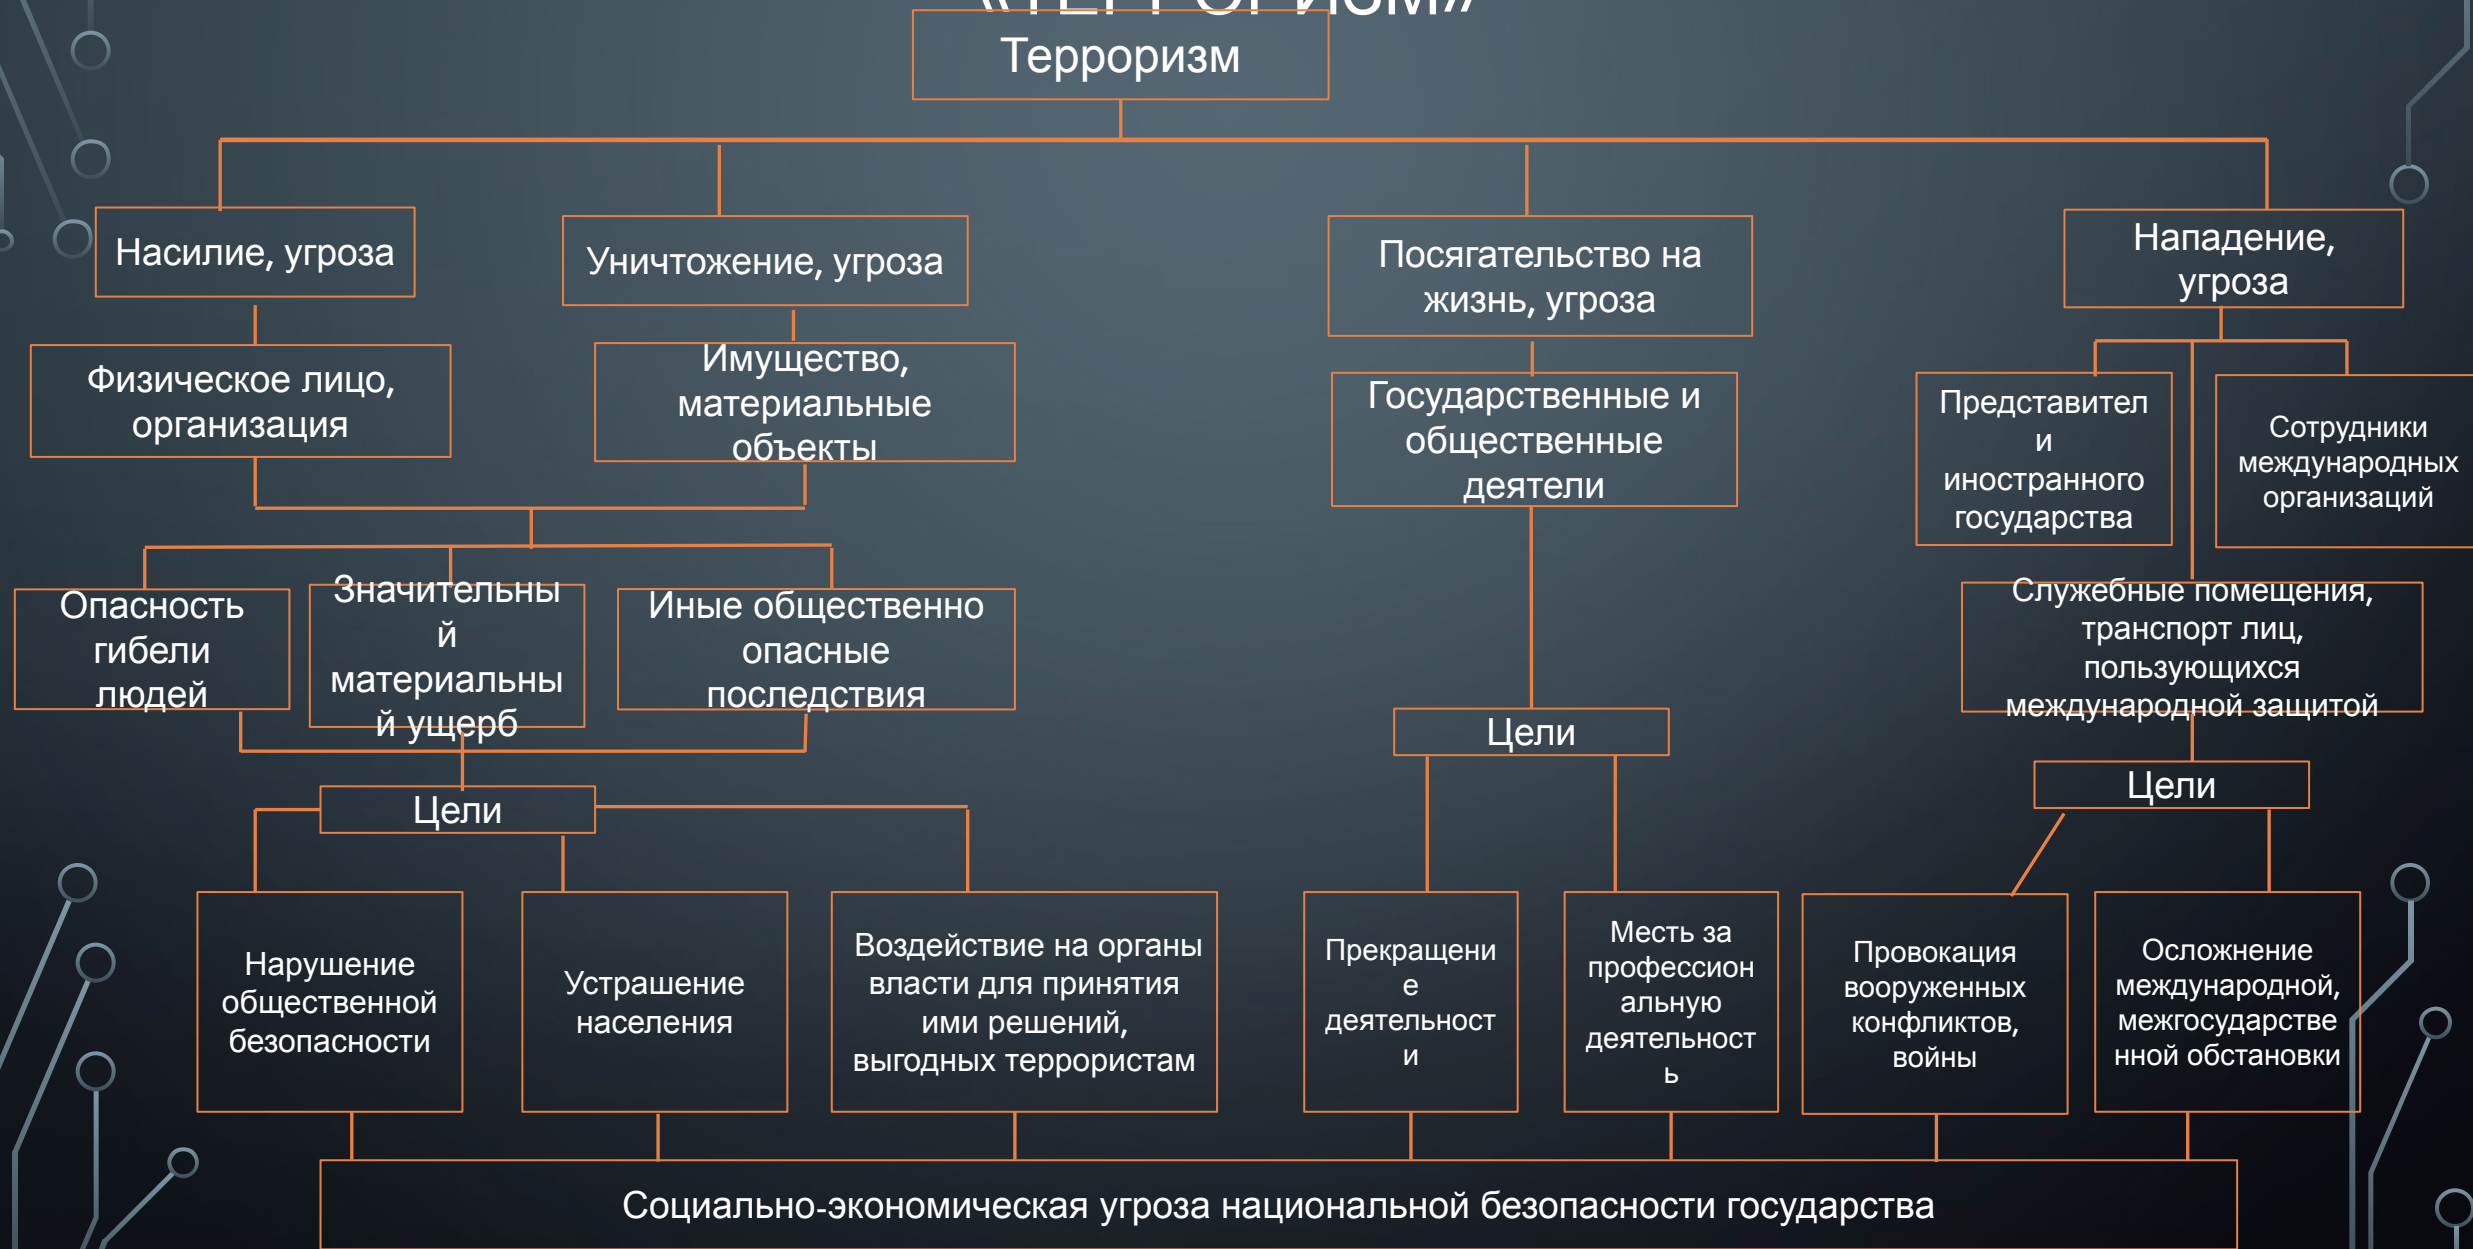 «ТЕРРОРИЗМ»
Терроризм
Насилие, угроза
Уничтожение, угроза
Посягательство на
жизнь, угроза
Нападение,
угроза
Физическое лицо,
организация
Имущество,
материальные
объекты
Государственные и
общественные
деятели
Представител
и
иностранного
государства
Сотрудники
международных
организаций
Опасность
гибели
людей
Значительны
й
материальны
й ущерб
Иные общественно
опасные
последствия
Служебные помещения,
транспорт лиц,
пользующихся
международной защитой
Цели
Цели
Цели
Нарушение
общественной
безопасности
Устрашение
населения
Воздействие на органы
власти для принятия
ими решений,
выгодных террористам
Прекращени
е
деятельност
и
Месть за
профессион
альную
деятельност
ь
Провокация
вооруженных
конфликтов,
войны
Осложнение
международной,
межгосударстве
нной обстановки
Социально-экономическая угроза национальной безопасности государства